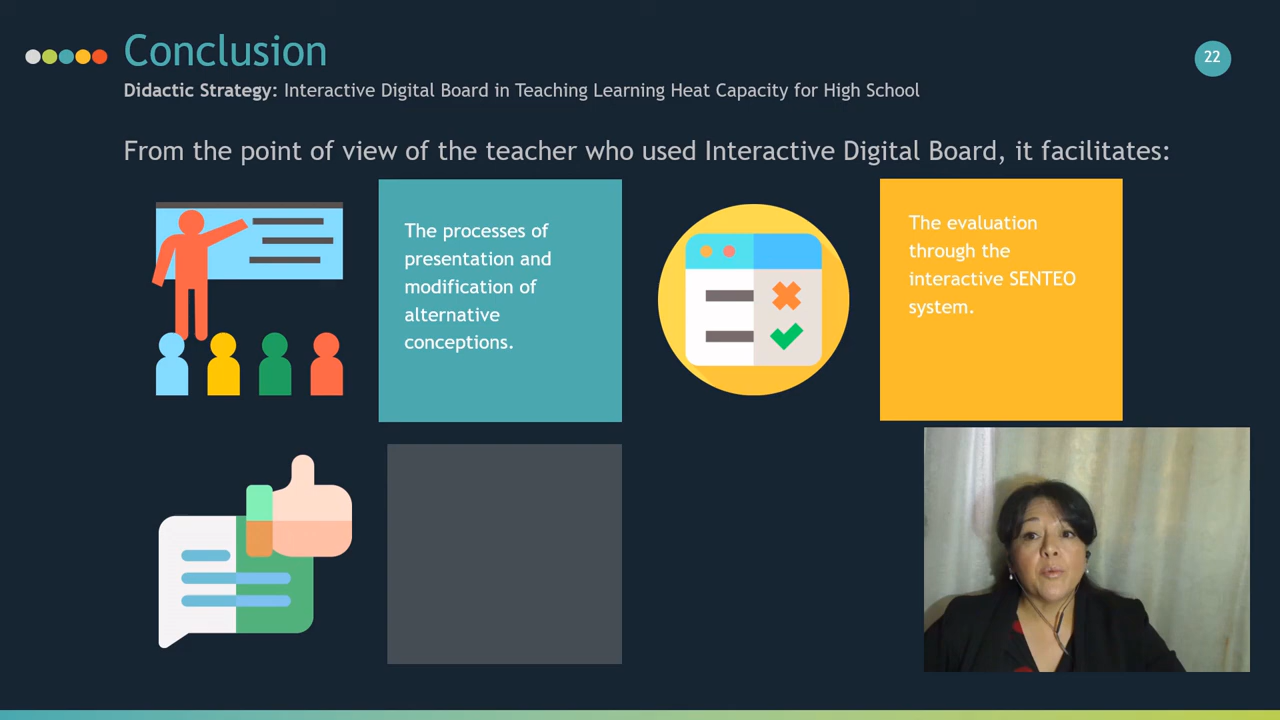 Conclusion
22
Didactic Strategy: Interactive Digital Board in Teaching Learning Heat Capacity for High School
From the point of view of the teacher who used Interactive Digital Board, it facilitates:
The processes of
presentation and
modification of
alternative
conceptions.
The evaluation
through the
interactive SENTEO
system.